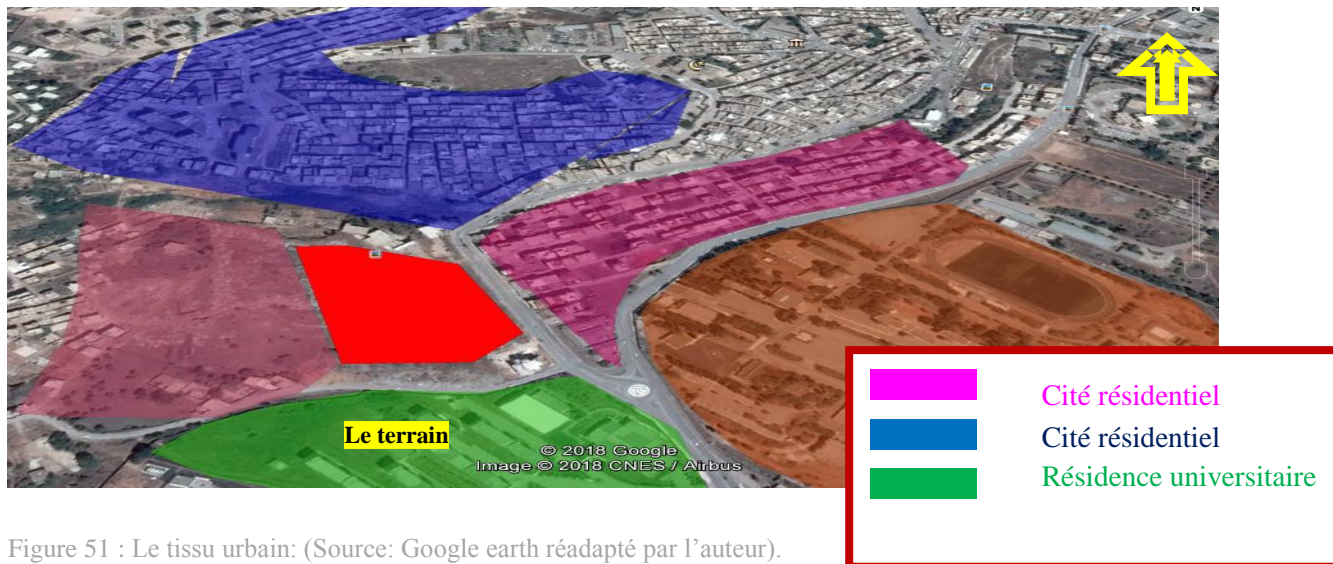 N
Le terrain
© 2018 Google
Image © 2018 CNES / Airbus
Cité résidentiel
Cité résidentiel
Résidence universitaire
Figure 51 : Le tissu urbain: (Source: Google earth réadapté par l’auteur).